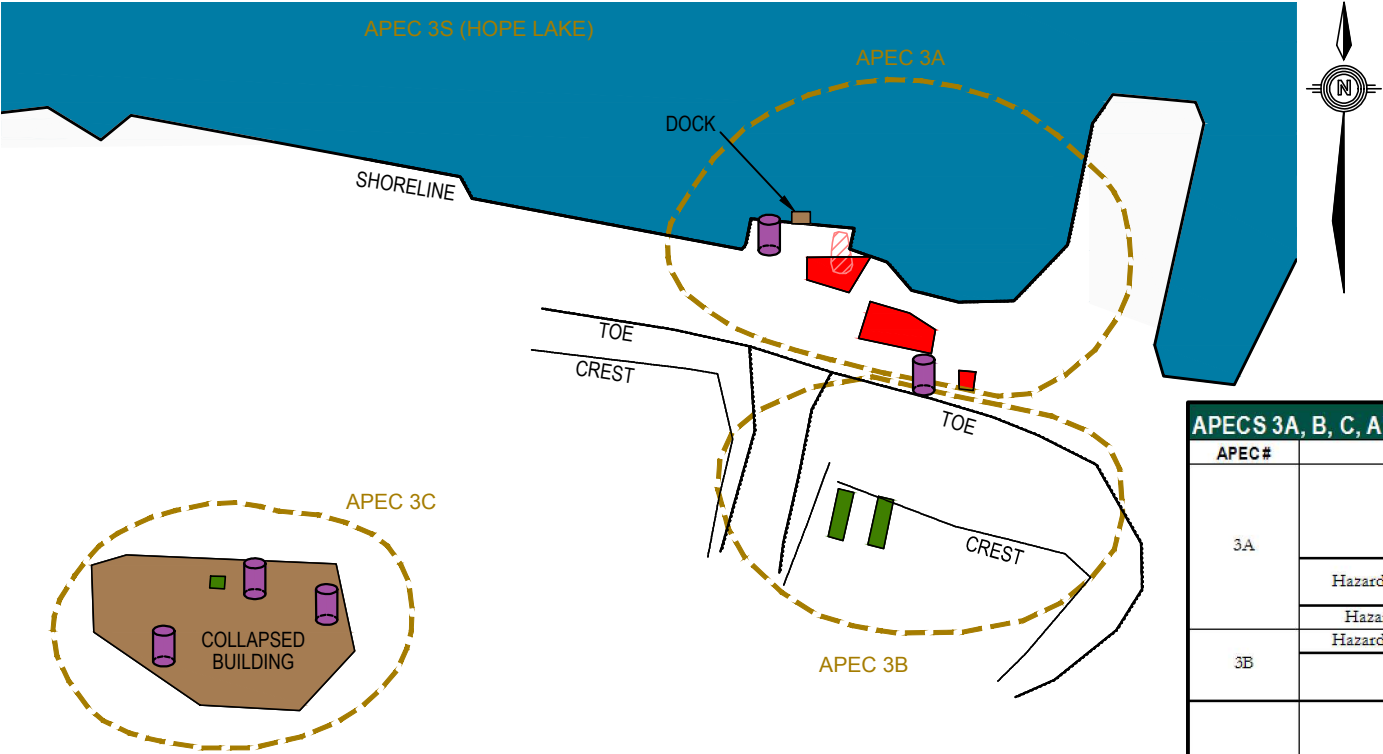 APEC 3S (HOPE LAKE)
APEC 3A
N
DOCK
SHORELINE
TOE
CREST
TOE
APEC 3C
CREST
COLLAPSED
BUILDING
APEC 3B
APECS 3A, B, C, A
APEC#
3A
Hazard
Hazar
Hazard
3B